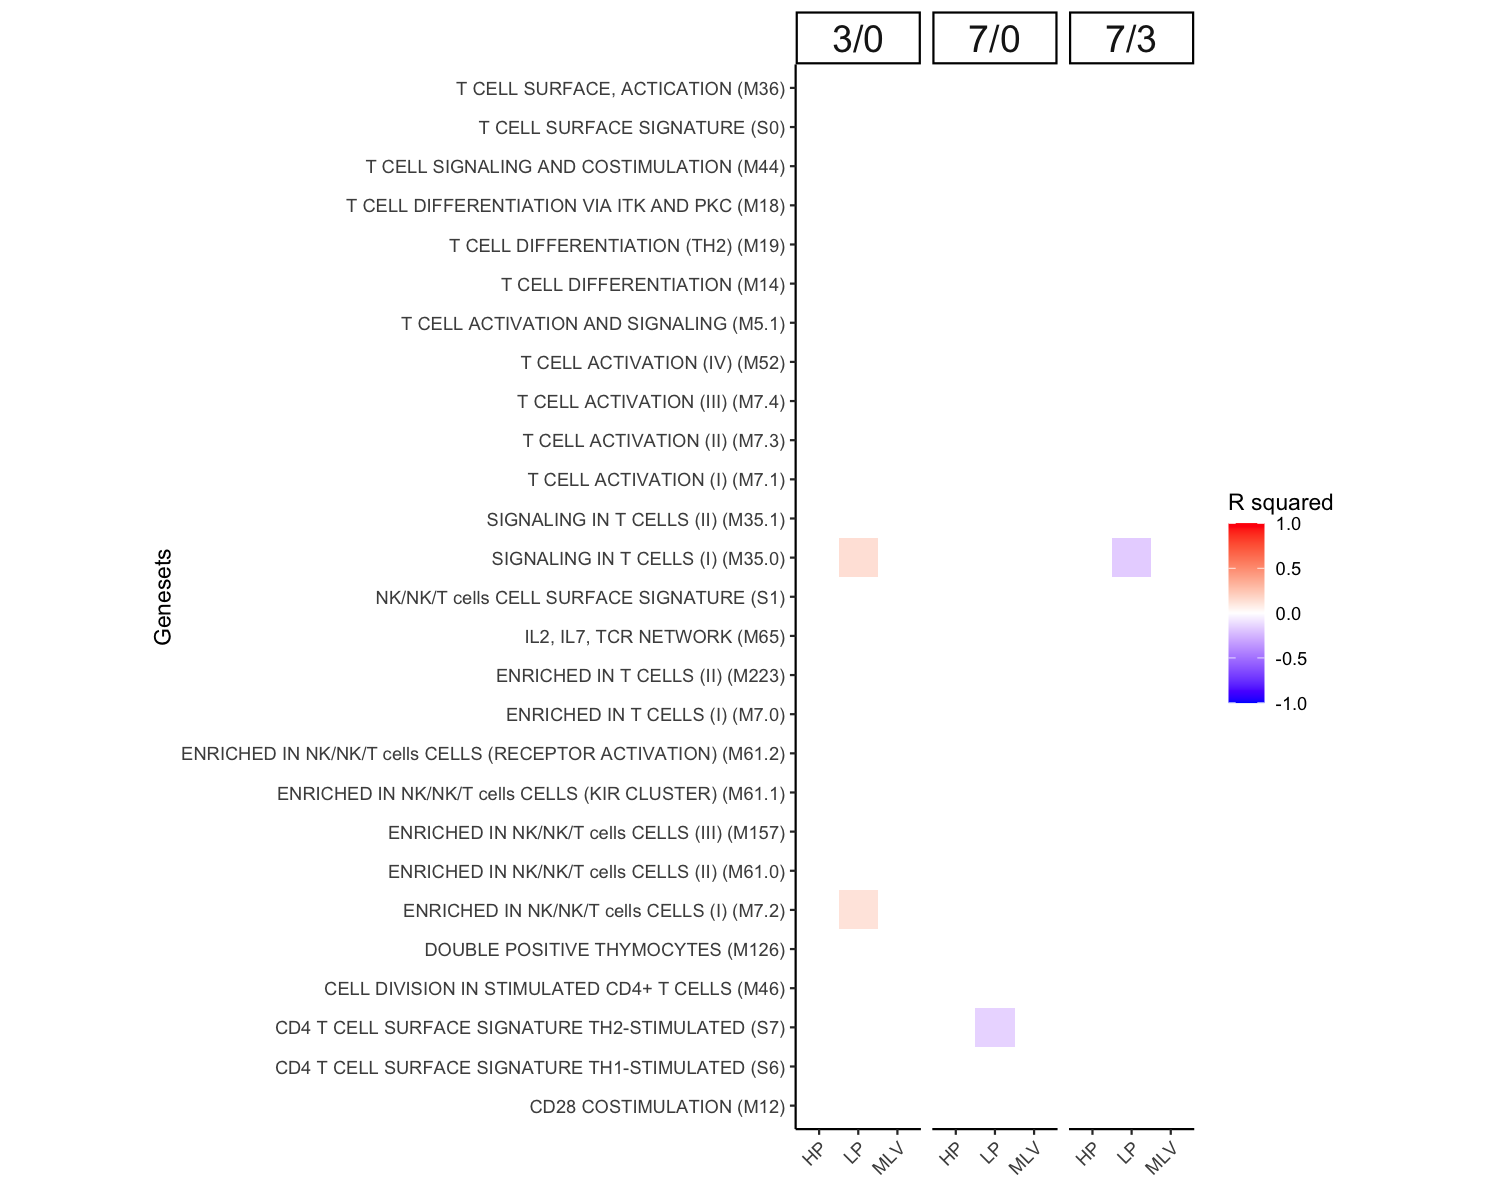 3/0 7/0 7/3
T CELL SURFACE, ACTICATION (M36)
T CELL SURFACE SIGNATURE (S0)
T CELL SIGNALING AND COSTIMULATION (M44)
T CELL DIFFERENTIATION VIA ITK AND PKC (M18)
T CELL DIFFERENTIATION (TH2) (M19)
T CELL DIFFERENTIATION (M14)
T CELL ACTIVATION AND SIGNALING (M5.1)
T CELL ACTIVATION (IV) (M52)
T CELL ACTIVATION (III) (M7.4)
T CELL ACTIVATION (II) (M7.3)
T CELL ACTIVATION (I) (M7.1)
SIGNALING IN T CELLS (II) (M35.1)
SIGNALING IN T CELLS (I) (M35.0)
NK/NK/T cells CELL SURFACE SIGNATURE (S1)
IL2, IL7, TCR NETWORK (M65)
ENRICHED IN T CELLS (II) (M223)
ENRICHED IN T CELLS (I) (M7.0)
ENRICHED IN NK/NK/T cells CELLS (RECEPTOR ACTIVATION) (M61.2)
ENRICHED IN NK/NK/T cells CELLS (KIR CLUSTER) (M61.1)
ENRICHED IN NK/NK/T cells CELLS (III) (M157)
ENRICHED IN NK/NK/T cells CELLS (II) (M61.0)
ENRICHED IN NK/NK/T cells CELLS (I) (M7.2)
DOUBLE POSITIVE THYMOCYTES (M126)
CELL DIVISION IN STIMULATED CD4+ T CELLS (M46)
CD4 T CELL SURFACE SIGNATURE TH2-STIMULATED (S7)
CD4 T CELL SURFACE SIGNATURE TH1-STIMULATED (S6)
CD28 COSTIMULATION (M12)
Genesets
HP LP MLV HP LP MLV HP LP MLV
R squared
1.0
0.5
0.0
-0.5
-1.0